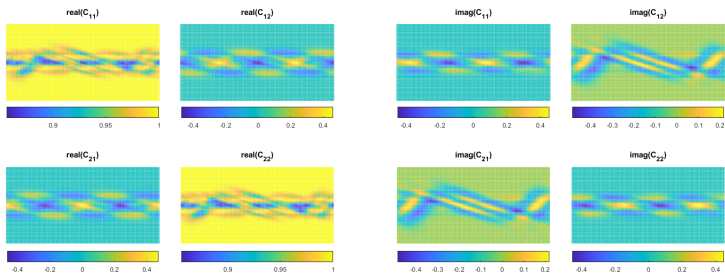 real(C11) real(C12) imag(C11) imag(C12)
0.9 0.95 1 -0.4 -0.2 0 0.2 0.4 -0.4 -0.2 0 0.2 0.4 -0.4 -0.3 -0.2 -0.1 0 0.1 0.2
real(C21) real(C22) imag(C21) imag(C22)
-0.4 -0.2 0 0.2 0.4 0.9 0.95 1 -0.4 -0.3 -0.2 -0.1 0 0.1 0.2 -0.4 -0.2 0 0.2 0.4